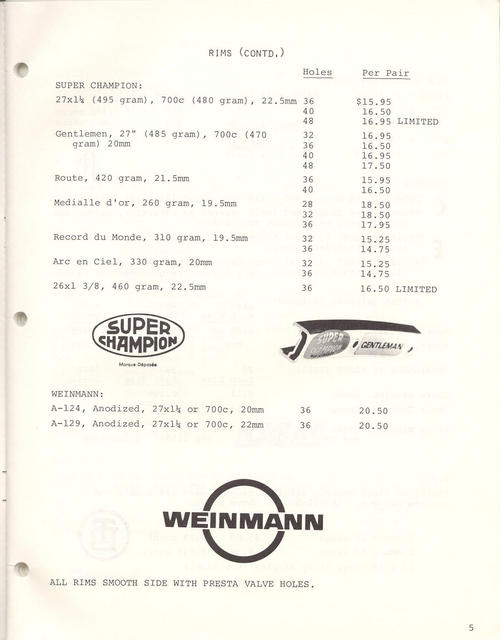 RIMS (CONTD.)
Holes Per Pair
SUPER CHAMPION:
27x1¼ (495 gram), 700c (480 gram), 22.5mm 36 $15.95
40 16.50
48 16.95 LIMITED
Gentlemen, 27" (485 gram), 700c (470 32 16.95
gram) 20mm 36 16.50
40 16.95
48 17.50
Route, 420 gram, 21.5mm 36 15.95
40 16.50
Medialle d'or, 260 gram, 19.5mm 28 18.50
32 18.50
36 17.95
Record du Monde, 310 gram, 19.5mm 32 15.25
36 14.75
Arc en Ciel, 330 gram, 20mm 32 15.25
36 14.75
26x1 3/8, 460 gram, 22.5mm 36 16.50 LIMITED
SUPER
CHAMPION
Marque Déposée
SUPER
CHAMPION
GENTLEMAN
WEINMANN:
A-124, Anodized, 27x1¼ or 700c, 20mm 36 20.50
A-129, Anodized, 27x1¼ or 700c, 22mm 36 20.50
WEINMANN
ALL RIMS SMOOTH SIDE WITH PRESTA VALVE HOLES.
5